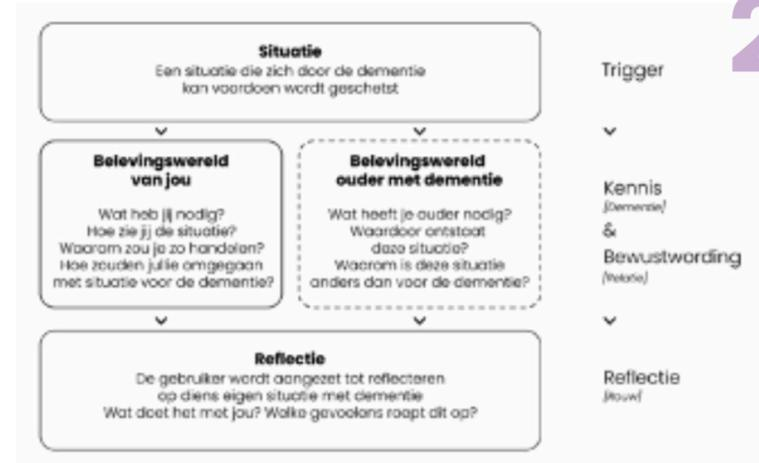 2
Situatie
Een situatie die zich door de dementie
kan voordoen wordt geschetst
Trigger
Belevingswereld
van jou
Wat heb jij nodig?
Hoe zie jij de situatie?
Waarom zou je zo handelen?
Hoe zouden jullie omgegaan
met situatie voor de dementie?
Belevingswereld
ouder met dementie
Wat heeft je ouder nodig?
Waardoor ontstaat
deze situatie?
Waarom is deze situatie
anders dan voor de dementie?
Kennis
[Dementie]
&
Bewustwording
[Relatie]
Reflectie
De gebruiker wordt aangezet tot reflecteren
op diens eigen situatie met dementie
Wat doet het met jou? Welke gevoelens roept dit op?
Reflectie
[Rouw]